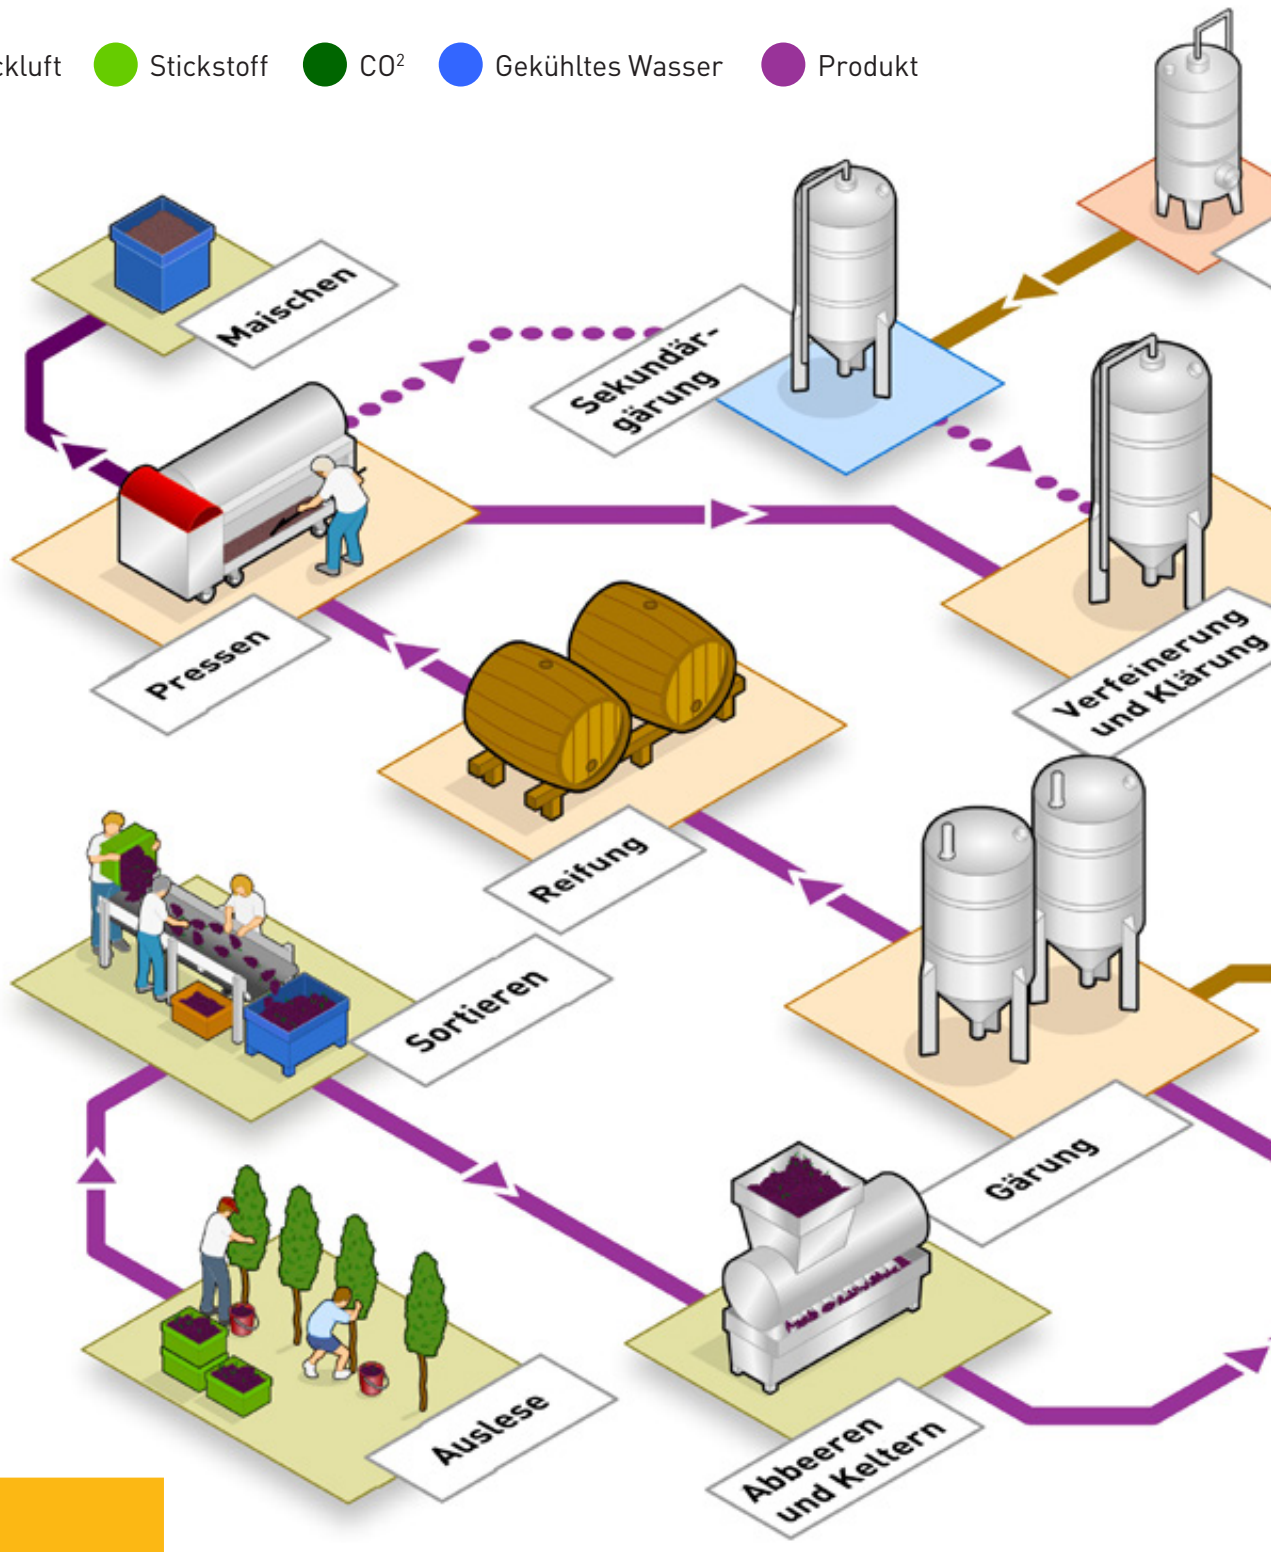 ckluft
Stickstoff
CO²
Gekühltes Wasser
Produkt
Maischen
Sekundär-
gärung
Pressen
Verfeinerung
und Klärung
Reifung
Sortieren
Gärung
Auslese
Abbeeren
und Keltern